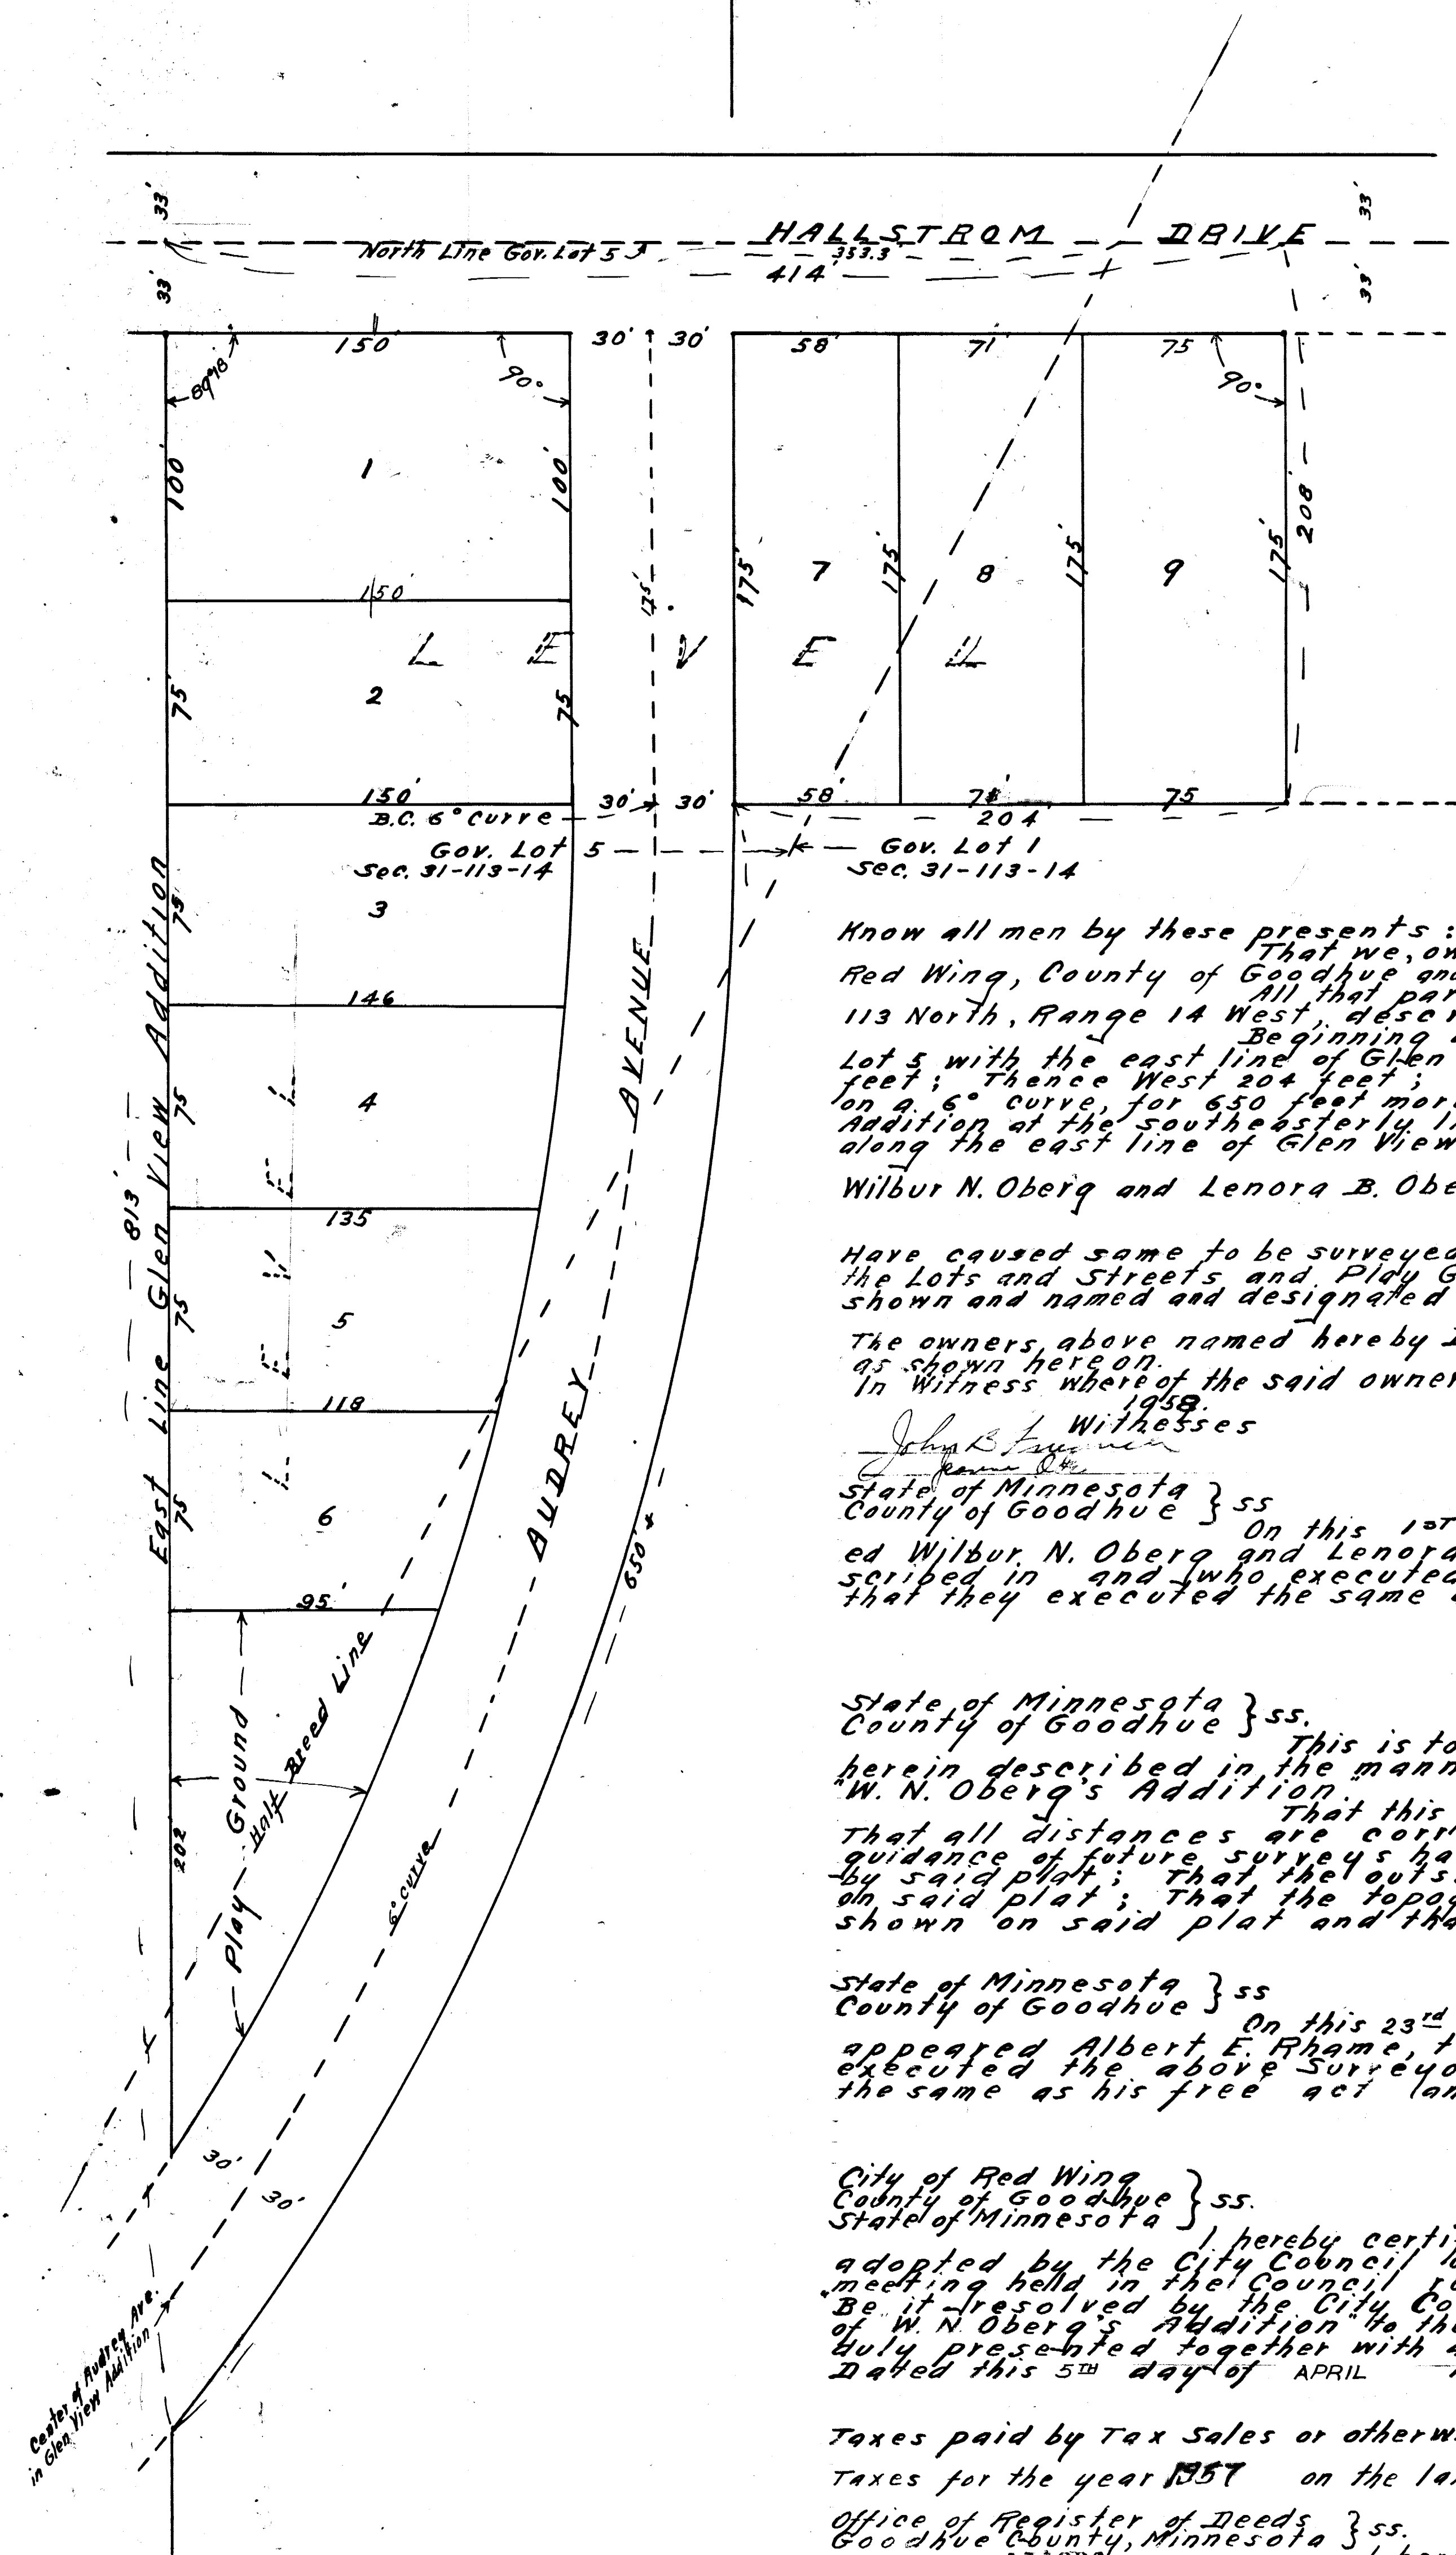 33'
33'
HALLSTROM DRIVE
North Line Gov. Lot 5
353.3'
414'
33'
33'
150'
30'
30'
58'
71'
75
89°18'
90°
90°
100'
1
100'
175'
175'
7
175'
8
175'
9
175'
208'
150'
L E V E L
75'
2
75'
150'
30'
30'
58'
75
B.C. 6° Curve
204'
Gov. Lot 5
Gov. Lot 1
Sec. 31-113-14
Sec. 31-113-14
75'
3
146
75
4
135
75
5
118
75
6
95'
L E V E L
East Line Glen View Addition
813'
AUDREY AVENUE
650' ±
Play Ground
Half Breed Line
202
6° curve
30'
30'
Center of Audrey Ave.
in Glen View Addition
Know all men by these presents:
That we, ow
Red Wing, County of Goodhue and
All that par
113 North, Range 14 West, descr
Beginning
Lot 5 with the east line of Glen
feet; Thence West 204 feet;
on a 6° curve, for 650 feet mor
Addition at the southeasterly li
along the east line of Glen View
Wilbur N. Oberg and Lenora B. Obe
Have caused same to be surveyed
the Lots and Streets and Play G
shown and named and designated
The owners, above named hereby D
as shown hereon.
In Witness whereof the said owner
1958.
Witnesses
State of Minnesota
County of Goodhue } ss
On this 1ST
ed Wilbur N. Oberg and Lenora
scribed in and who executed
that they executed the same
State of Minnesota
County of Goodhue } ss.
This is to
herein described in the mann
"W. N. Oberg's Addition."
That this
That all distances are corr
guidance of future surveys ha
by said plat; That the outs
on said plat; That the topog
shown on said plat and tha
State of Minnesota
County of Goodhue } ss
On this 23rd
appeared Albert E. Rhame, t
executed the above Surveyo
the same as his free act an
City of Red Wing
County of Goodhue
State of Minnesota } ss.
I hereby certi
adopted by the City Council
meeting held in the Council ro
"Be it resolved by the City Co
of "W. N. Oberg's Addition" to th
duly presented together with a
Dated this 5TH day of APRIL
Taxes paid by Tax Sales or otherw
Taxes for the year 1957 on the la
Office of Register of Deeds
Goodhue County, Minnesota } ss.